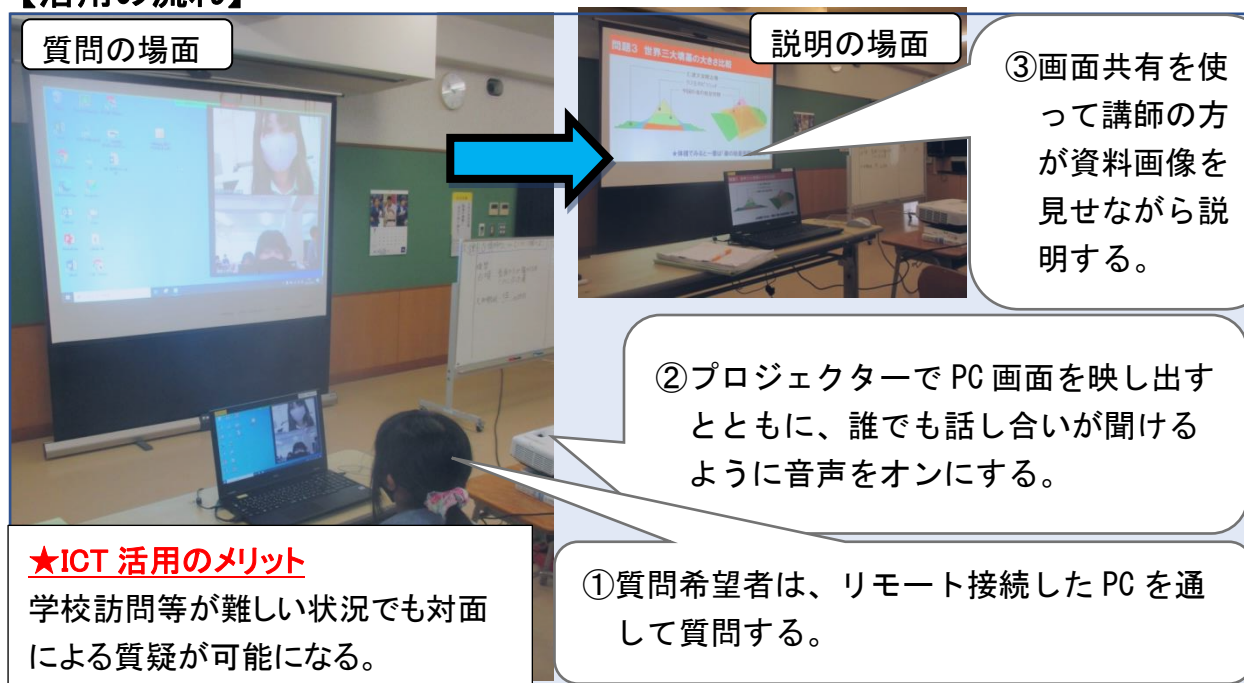 【活用の流れ】
質問の場面
説明の場面
問題3 世界三大墳墓の大きさ比較
③画面共有を使
って講師の方
が資料画像を
見せながら説
明する。
②プロジェクターで PC 画面を映し出す
とともに、誰でも話し合いが聞ける
ように音声をオンにする。
①質問希望者は、リモート接続した PC を通
して質問する。
★ICT 活用のメリット
学校訪問等が難しい状況でも対面
による質疑が可能になる。